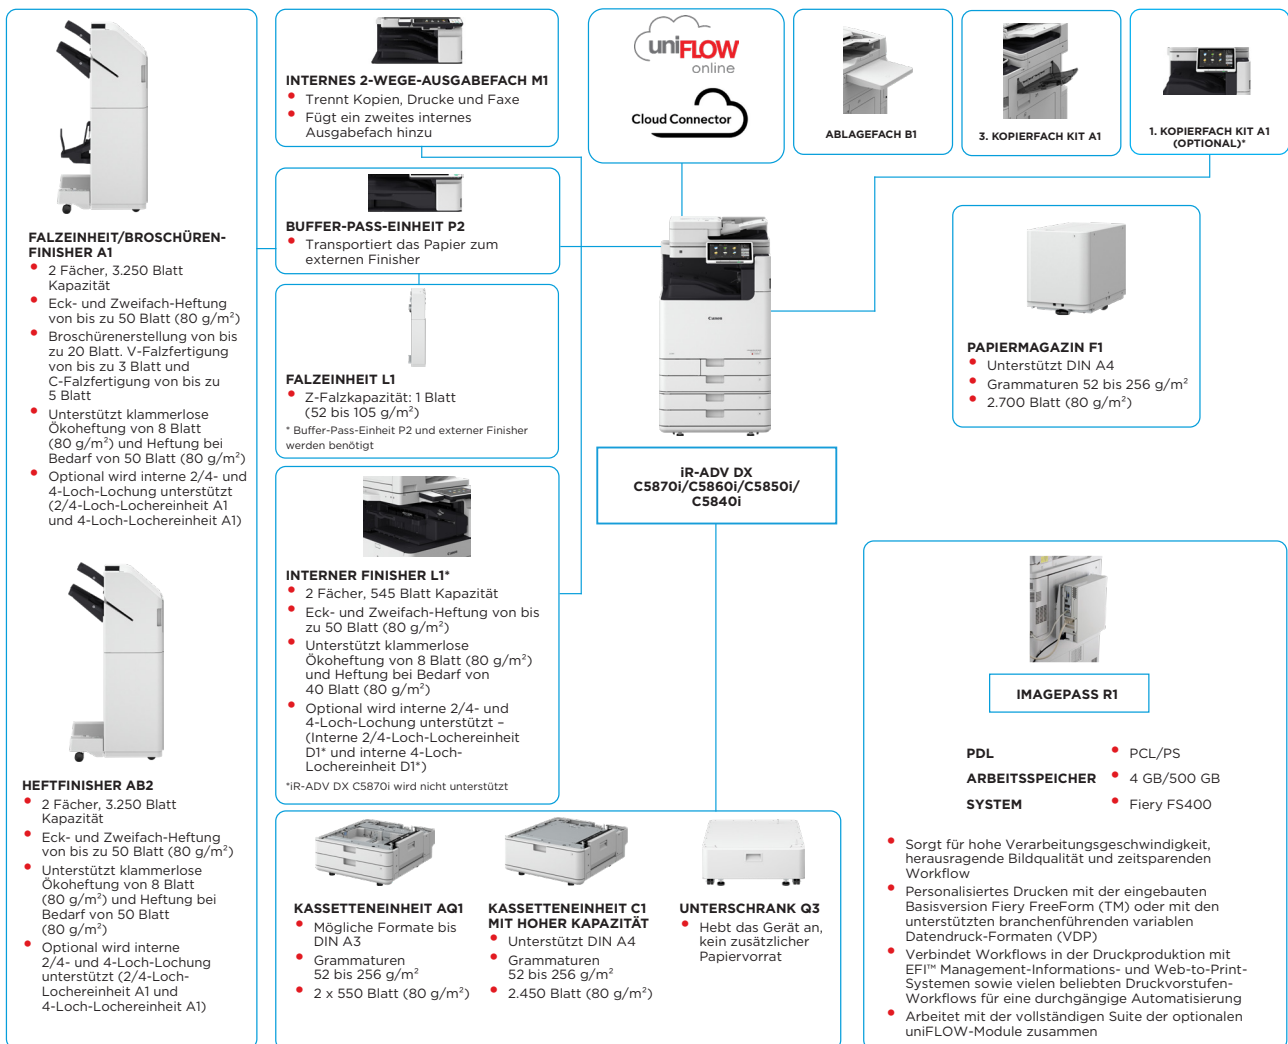 FALZEINHEIT/BROSCHÜREN-
FINISHER A1
• 2 Fächer, 3.250 Blatt
Kapazität
• Eck- und Zweifach-Heftung
von bis zu 50 Blatt (80 g/m²)
• Broschürenerstellung von bis
zu 20 Blatt. V-Falzfertigung
von bis zu 3 Blatt und
C-Falzfertigung von bis zu
5 Blatt
• Unterstützt klammerlose
Ökoheftung von 8 Blatt
(80 g/m²) und Heftung bei
Bedarf von 50 Blatt (80 g/m²)
• Optional wird interne 2/4- und
4-Loch-Lochung unterstützt
(2/4-Loch-Lochereinheit A1
und 4-Loch-Lochereinheit A1)
HEFTFINISHER AB2
• 2 Fächer, 3.250 Blatt
Kapazität
• Eck- und Zweifach-Heftung
von bis zu 50 Blatt (80 g/m²)
• Unterstützt klammerlose
Ökoheftung von 8 Blatt
(80 g/m²) und Heftung bei
Bedarf von 50 Blatt
(80 g/m²)
• Optional wird interne
2/4- und 4-Loch-Lochung
unterstützt (2/4-Loch-
Lochereinheit A1 und
4-Loch-Lochereinheit A1)
INTERNES 2-WEGE-AUSGABEFACH M1
• Trennt Kopien, Drucke und Faxe
• Fügt ein zweites internes
Ausgabefach hinzu
BUFFER-PASS-EINHEIT P2
• Transportiert das Papier zum
externen Finisher
FALZEINHEIT L1
• Z-Falzkapazität: 1 Blatt
(52 bis 105 g/m²)
* Buffer-Pass-Einheit P2 und externer Finisher
werden benötigt
INTERNER FINISHER L1*
• 2 Fächer, 545 Blatt Kapazität
• Eck- und Zweifach-Heftung von bis
zu 50 Blatt (80 g/m²)
• Unterstützt klammerlose
Ökoheftung von 8 Blatt (80 g/m²)
und Heftung bei Bedarf von
40 Blatt (80 g/m²)
• Optional wird interne 2/4- und
4-Loch-Lochung unterstützt –
(Interne 2/4-Loch-Lochereinheit
D1* und interne 4-Loch-
Lochereinheit D1*)
*iR-ADV DX C5870i wird nicht unterstützt
uniFLOW
online
Cloud Connector
ABLAGEFACH B1
3. KOPIERFACH KIT A1
1. KOPIERFACH KIT A1
(OPTIONAL)*
Canon
iR-ADV DX
C5870i/C5860i/C5850i/
C5840i
PAPIERMAGAZIN F1
• Unterstützt DIN A4
• Grammaturen 52 bis 256 g/m²
• 2.700 Blatt (80 g/m²)
KASSETTENEINHEIT AQ1
• Mögliche Formate bis
DIN A3
• Grammaturen
52 bis 256 g/m²
• 2 x 550 Blatt (80 g/m²)
KASSETTENEINHEIT C1
MIT HOHER KAPAZITÄT
• Unterstützt DIN A4
• Grammaturen
52 bis 256 g/m²
• 2.450 Blatt (80 g/m²)
UNTERSCHRANK Q3
• Hebt das Gerät an,
kein zusätzlicher
Papiervorrat
IMAGEPASS R1
PDL • PCL/PS
ARBEITSSPEICHER • 4 GB/500 GB
SYSTEM • Fiery FS400
• Sorgt für hohe Verarbeitungsgeschwindigkeit,
herausragende Bildqualität und zeitsparenden
Workflow
• Personalisiertes Drucken mit der eingebauten
Basisversion Fiery FreeForm (TM) oder mit den
unterstützten branchenführenden variablen
Datendruck-Formaten (VDP)
• Verbindet Workflows in der Druckproduktion mit
EFI™ Management-Informations- und Web-to-Print-
Systemen sowie vielen beliebten Druckvorstufen-
Workflows für eine durchgängige Automatisierung
• Arbeitet mit der vollständigen Suite der optionalen
uniFLOW-Module zusammen